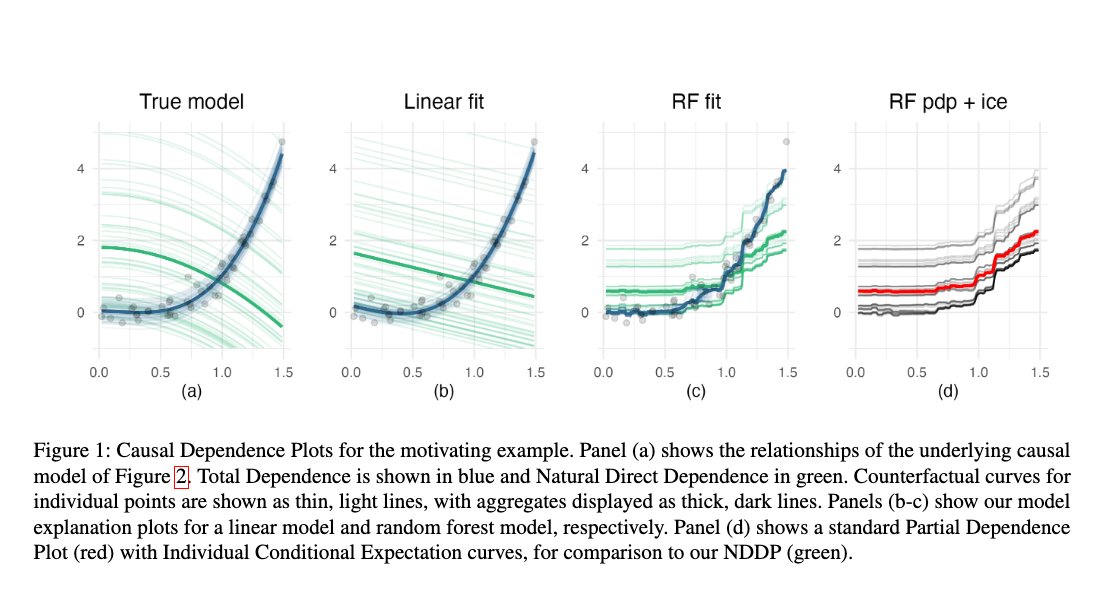 True model
Linear fit
RF fit
RF pdp + ice
4
2
0
0.0 0.5 1.0 1.5
(a)
4
2
0
0.0 0.5 1.0 1.5
(b)
4
2
0
0.0 0.5 1.0 1.5
(c)
4
2
0
0.0 0.5 1.0 1.5
(d)
Figure 1: Causal Dependence Plots for the motivating example. Panel (a) shows the relationships of the underlying causal
model of Figure 2. Total Dependence is shown in blue and Natural Direct Dependence in green. Counterfactual curves for
individual points are shown as thin, light lines, with aggregates displayed as thick, dark lines. Panels (b-c) show our model
explanation plots for a linear model and random forest model, respectively. Panel (d) shows a standard Partial Dependence
Plot (red) with Individual Conditional Expectation curves, for comparison to our NDDP (green).